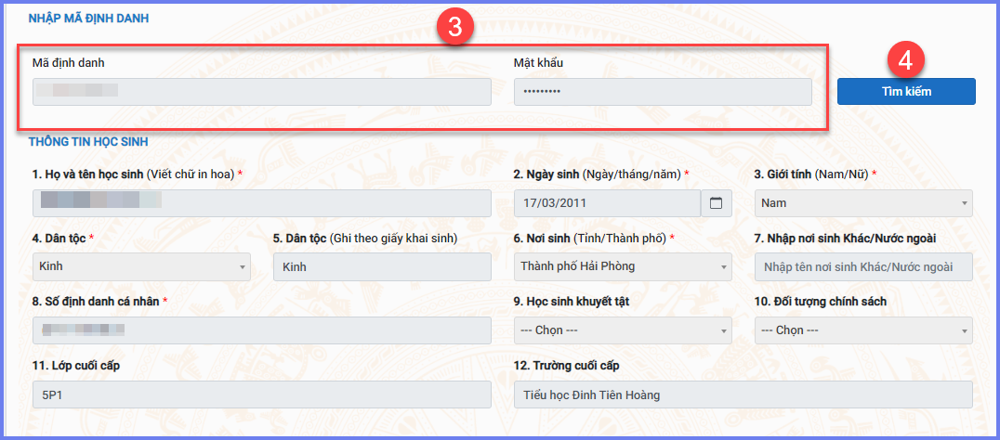 NHẬP MÃ ĐỊNH DANH
3
Mã định danh
Mật khẩu
4
•••••••••
Tìm kiếm
THÔNG TIN HỌC SINH
1. Họ và tên học sinh (Viết chữ in hoa) *
2. Ngày sinh (Ngày/tháng/năm) *
3. Giới tính (Nam/Nữ) *
17/03/2011
Nam
4. Dân tộc *
5. Dân tộc (Ghi theo giấy khai sinh)
6. Nơi sinh (Tỉnh/Thành phố) *
7. Nhập nơi sinh Khác/Nước ngoài
Kinh
Kinh
Thành phố Hải Phòng
Nhập tên nơi sinh Khác/Nước ngoài
8. Số định danh cá nhân *
9. Học sinh khuyết tật
10. Đối tượng chính sách
--- Chọn ---
--- Chọn ---
11. Lớp cuối cấp
12. Trường cuối cấp
5P1
Tiểu học Đinh Tiên Hoàng